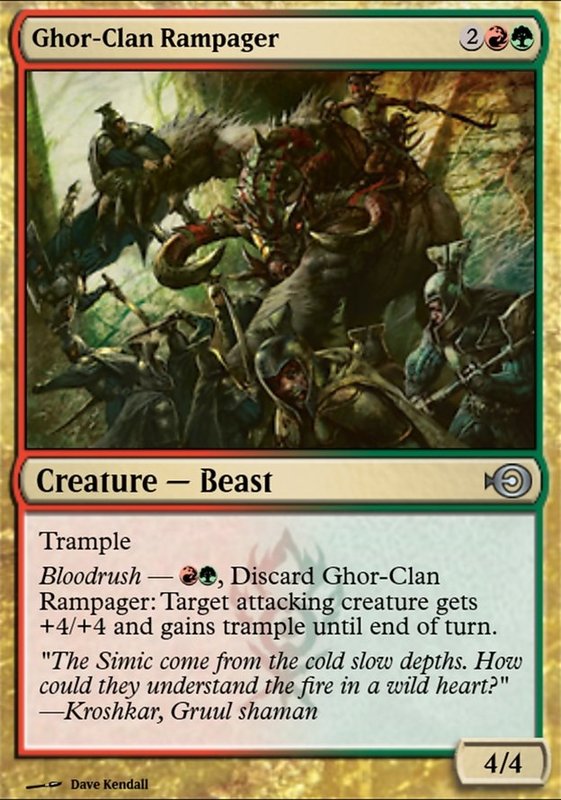 Ghor-Clan Rampager 2
Creature — Beast
Trample
Bloodrush — , Discard Ghor-Clan
Rampager: Target attacking creature gets
+4/+4 and gains trample until end of turn.
"The Simic come from the cold slow depths. How
could they understand the fire in a wild heart?"
—Kroshkar, Gruul shaman
4/4
Dave Kendall